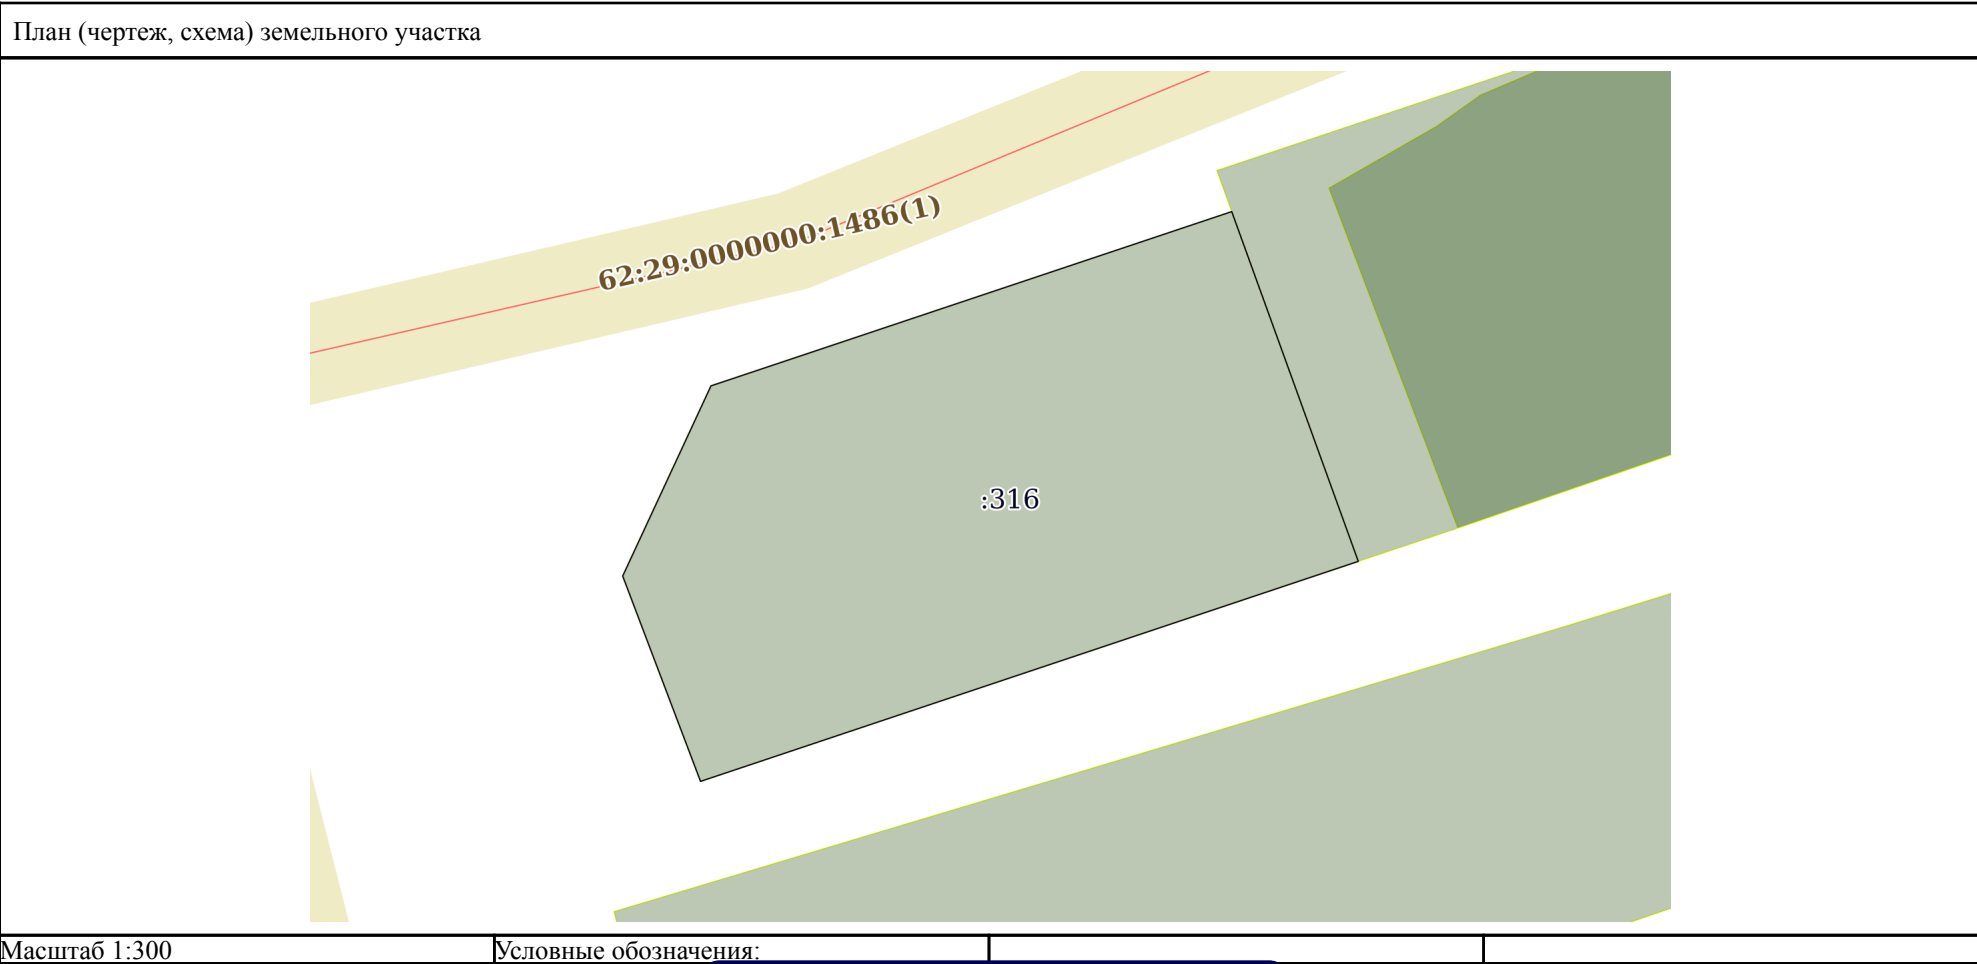 План (чертеж, схема) земельного участка
62:29:0000000:1486(1)
:316
Масштаб 1:300
Условные обозначения: